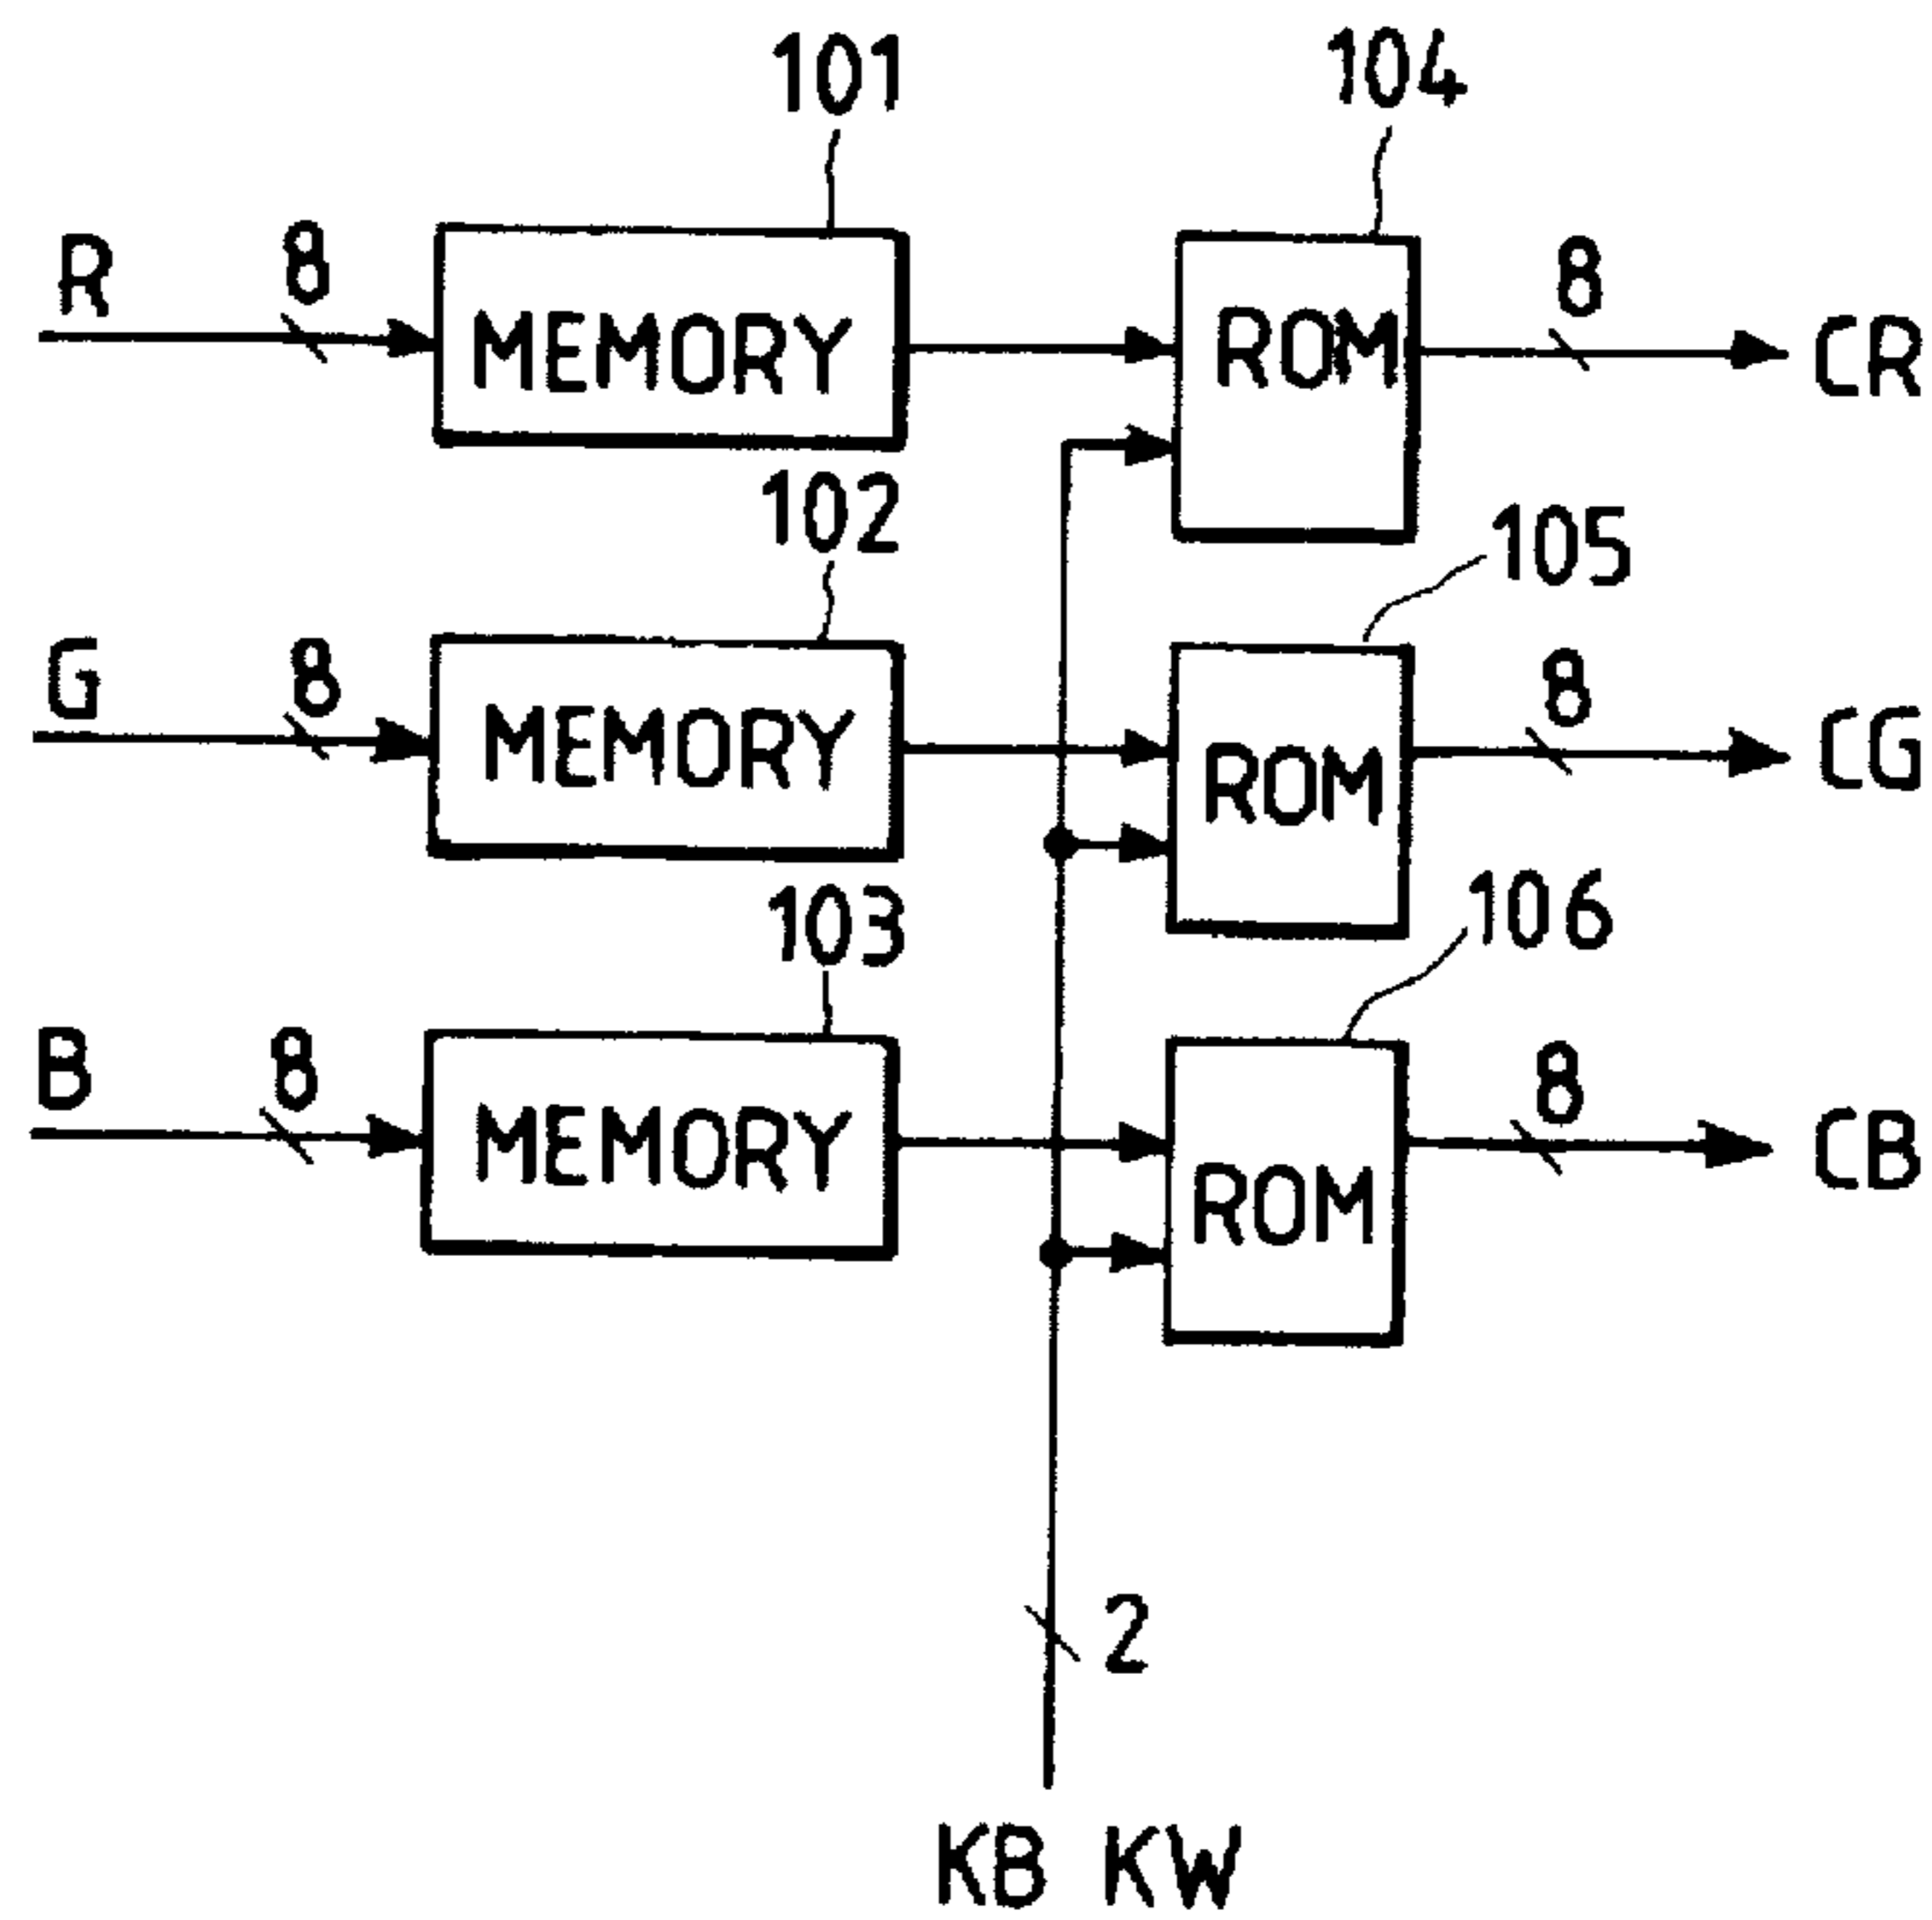 101 104
R 8 MEMORY ROM 8 CR
102 105
G 8 MEMORY ROM 8 CG
103 106
B 8 MEMORY ROM 8 CB
2
KB KW